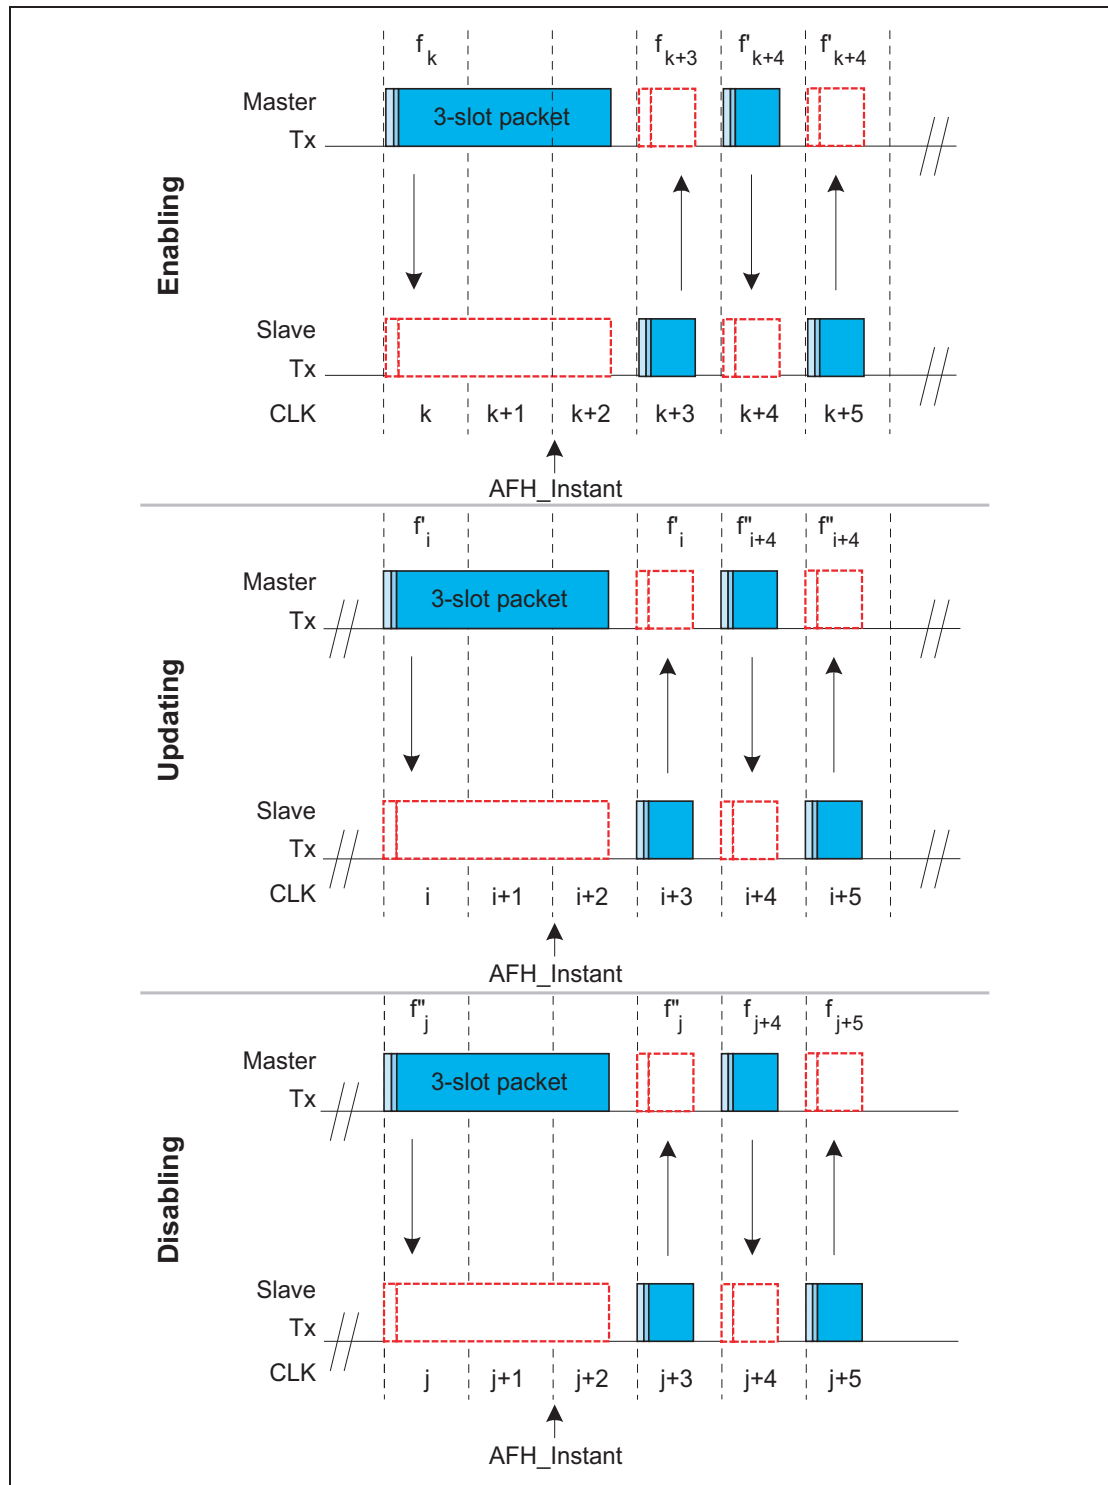 f k f k+3 f' k+4 f' k+4
Master
Tx
3-slot packet
Enabling
Slave
Tx
CLK k k+1 k+2 k+3 k+4 k+5
AFH_Instant
f' i f' i f" i+4 f" i+4
Master
Tx
3-slot packet
Updating
Slave
Tx
CLK i i+1 i+2 i+3 i+4 i+5
AFH_Instant
f" j f" j f j+4 f j+5
Master
Tx
3-slot packet
Disabling
Slave
Tx
CLK j j+1 j+2 j+3 j+4 j+5
AFH_Instant